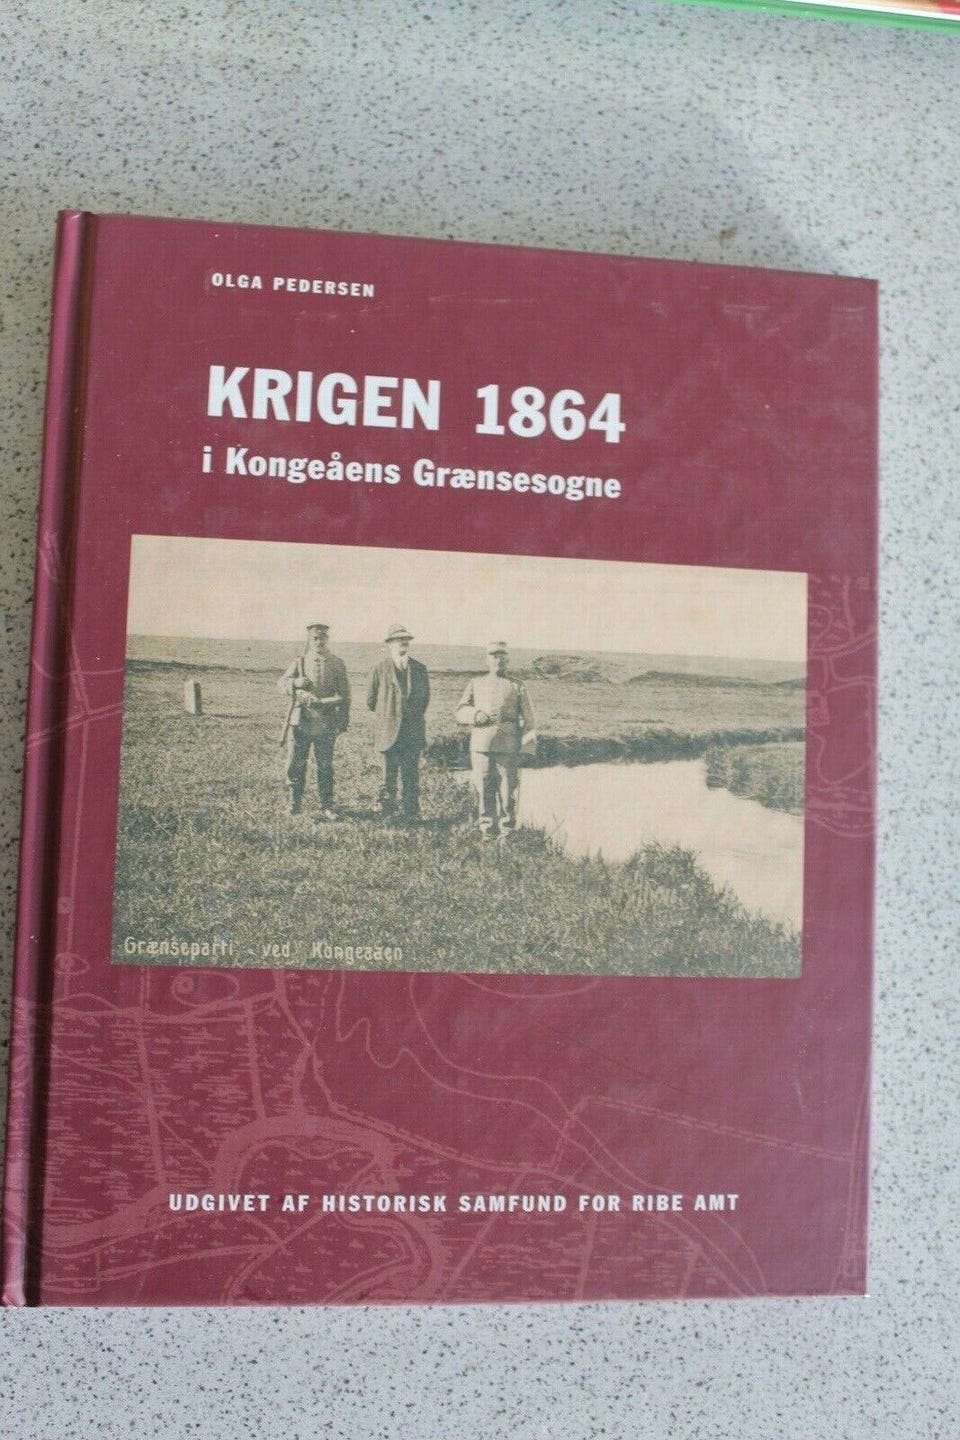 OLGA PEDERSEN
KRIGEN 1864
i Kongeåens Grænsesogne
Grænseparti - ved Kongeaaen
UDGIVET AF HISTORISK SAMFUND FOR RIBE AMT